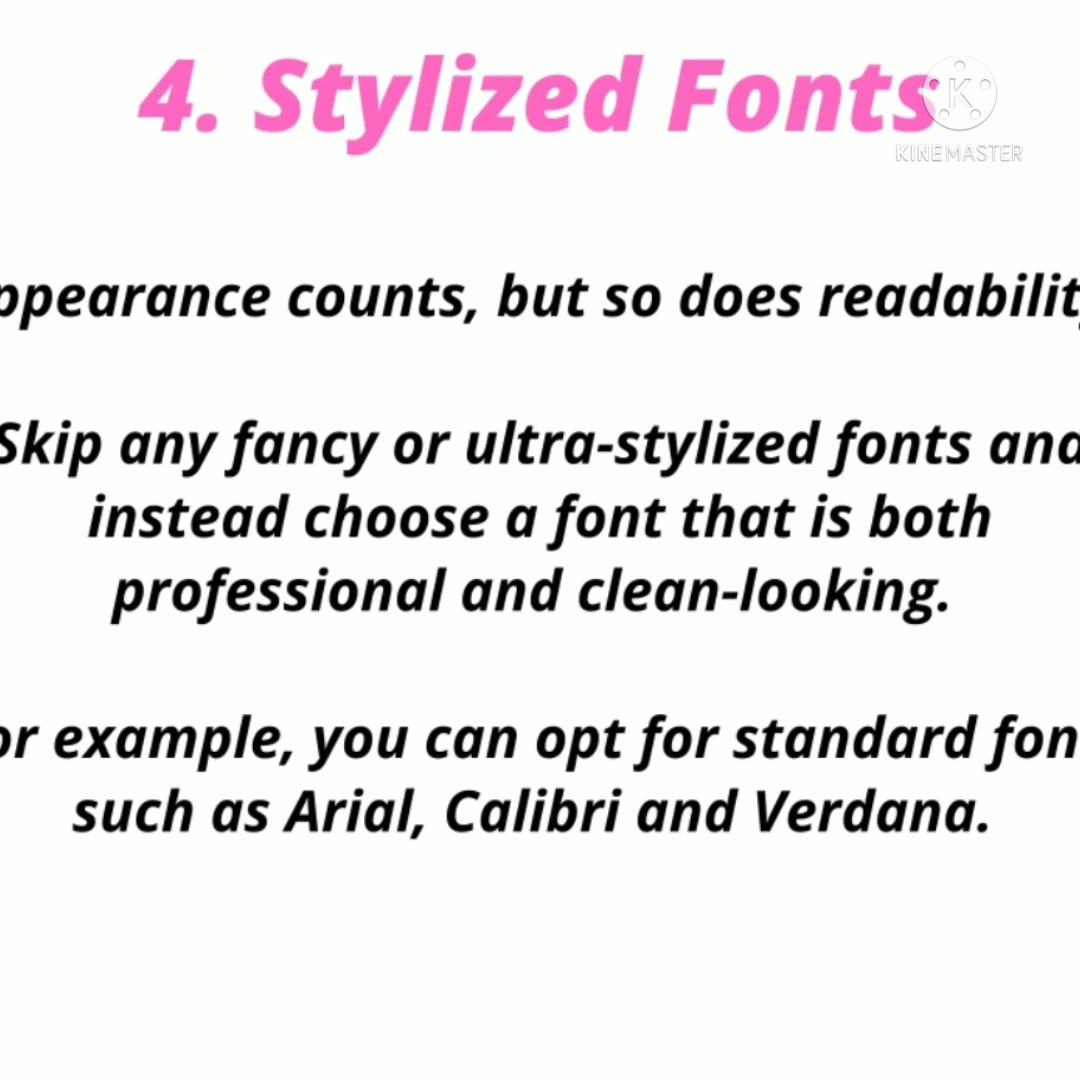 4. Stylized Fonts
KINEMASTER
ppearance counts, but so does readability
Skip any fancy or ultra-stylized fonts and
instead choose a font that is both
professional and clean-looking.
or example, you can opt for standard fon
such as Arial, Calibri and Verdana.